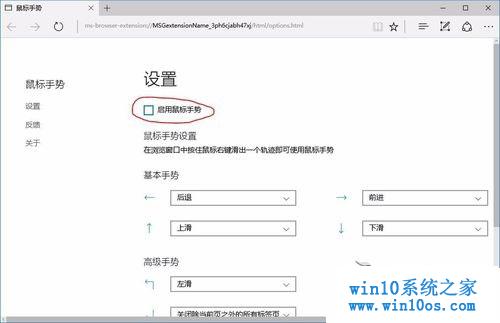 鼠标手势
ms-browser-extension://MSGextensionName_3ph6cjabh47xj/html/options.html
鼠标手势
设置
反馈
关于
设置
启用鼠标手势
鼠标手势设置
在浏览窗口中按住鼠标右键滑出一个轨迹即可使用鼠标手势
基本手势
← 后退
→ 前进
↑ 上滑
↓ 下滑
高级手势
左滑
关闭除当前页之外的所有标签页
win10系统之家
www.win10os.com